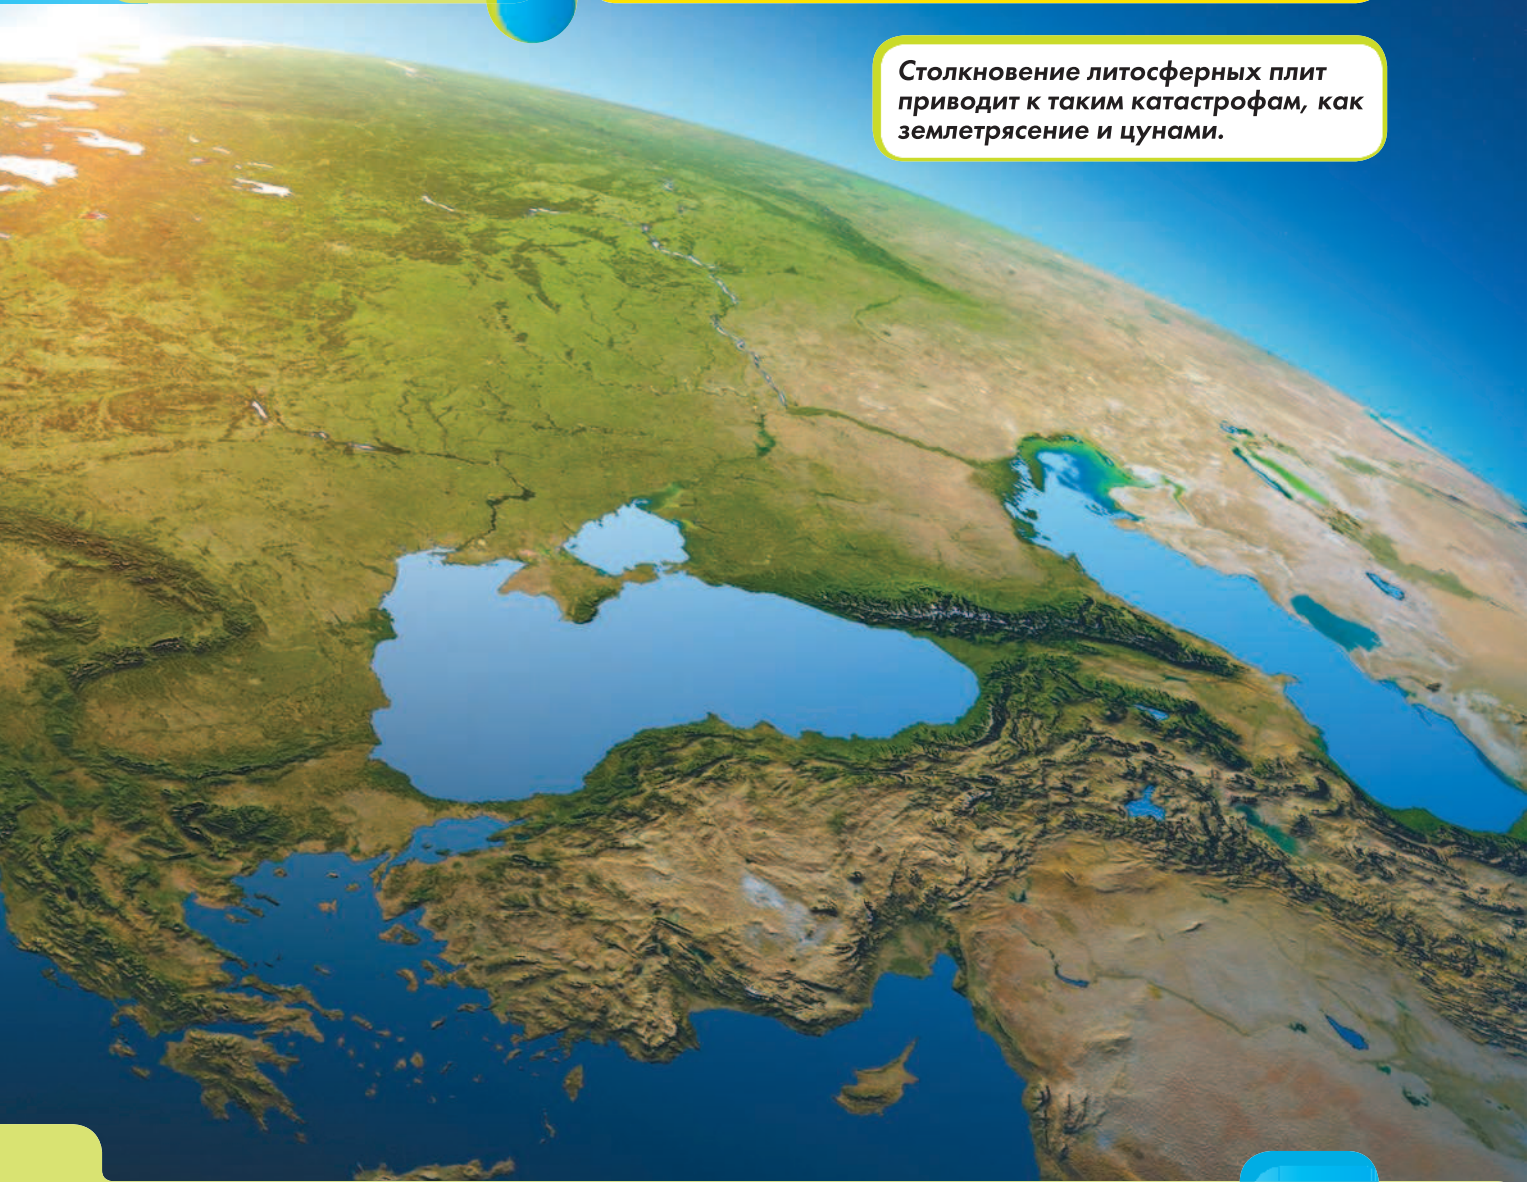 Столкновение литосферных плит
приводит к таким катастрофам, как
землетрясение и цунами.